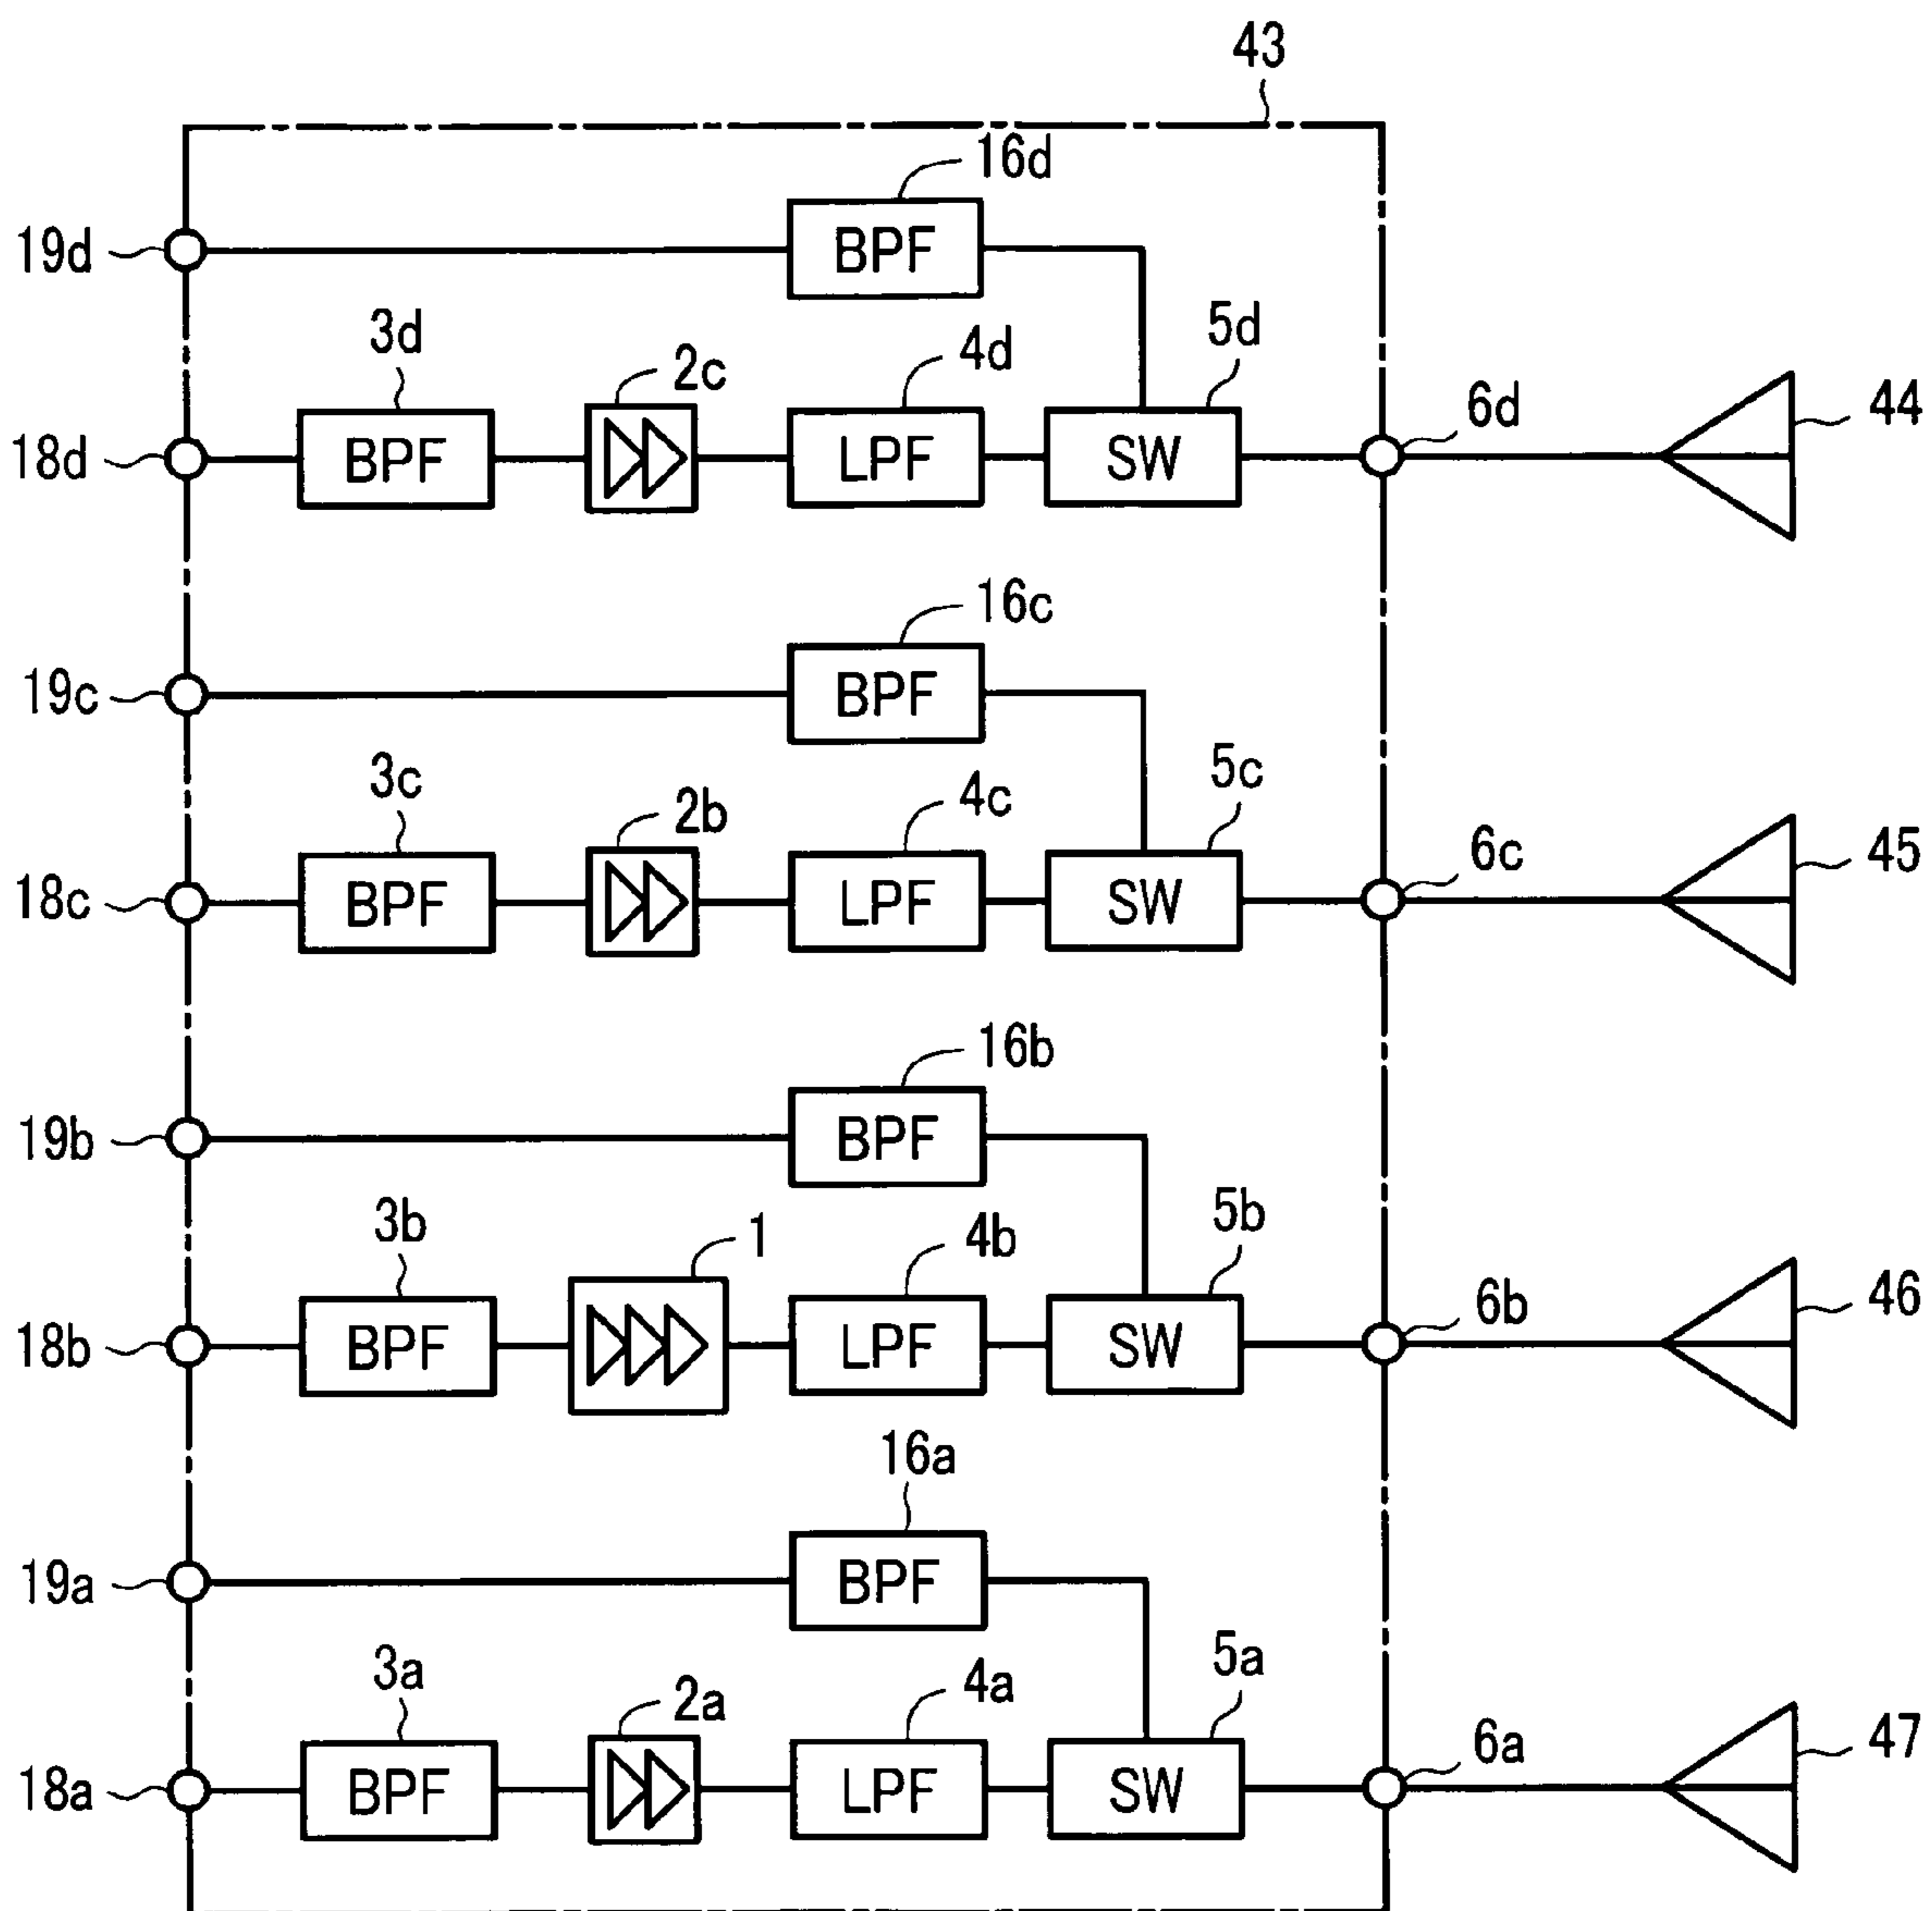 43
16d
19d
BPF
3d
2c
4d
5d
6d
44
18d
BPF
LPF
SW
16c
19c
BPF
3c
2b
4c
5c
6c
45
18c
BPF
LPF
SW
16b
19b
BPF
3b
1
4b
5b
6b
46
18b
BPF
LPF
SW
16a
19a
BPF
3a
2a
4a
5a
6a
47
18a
BPF
LPF
SW